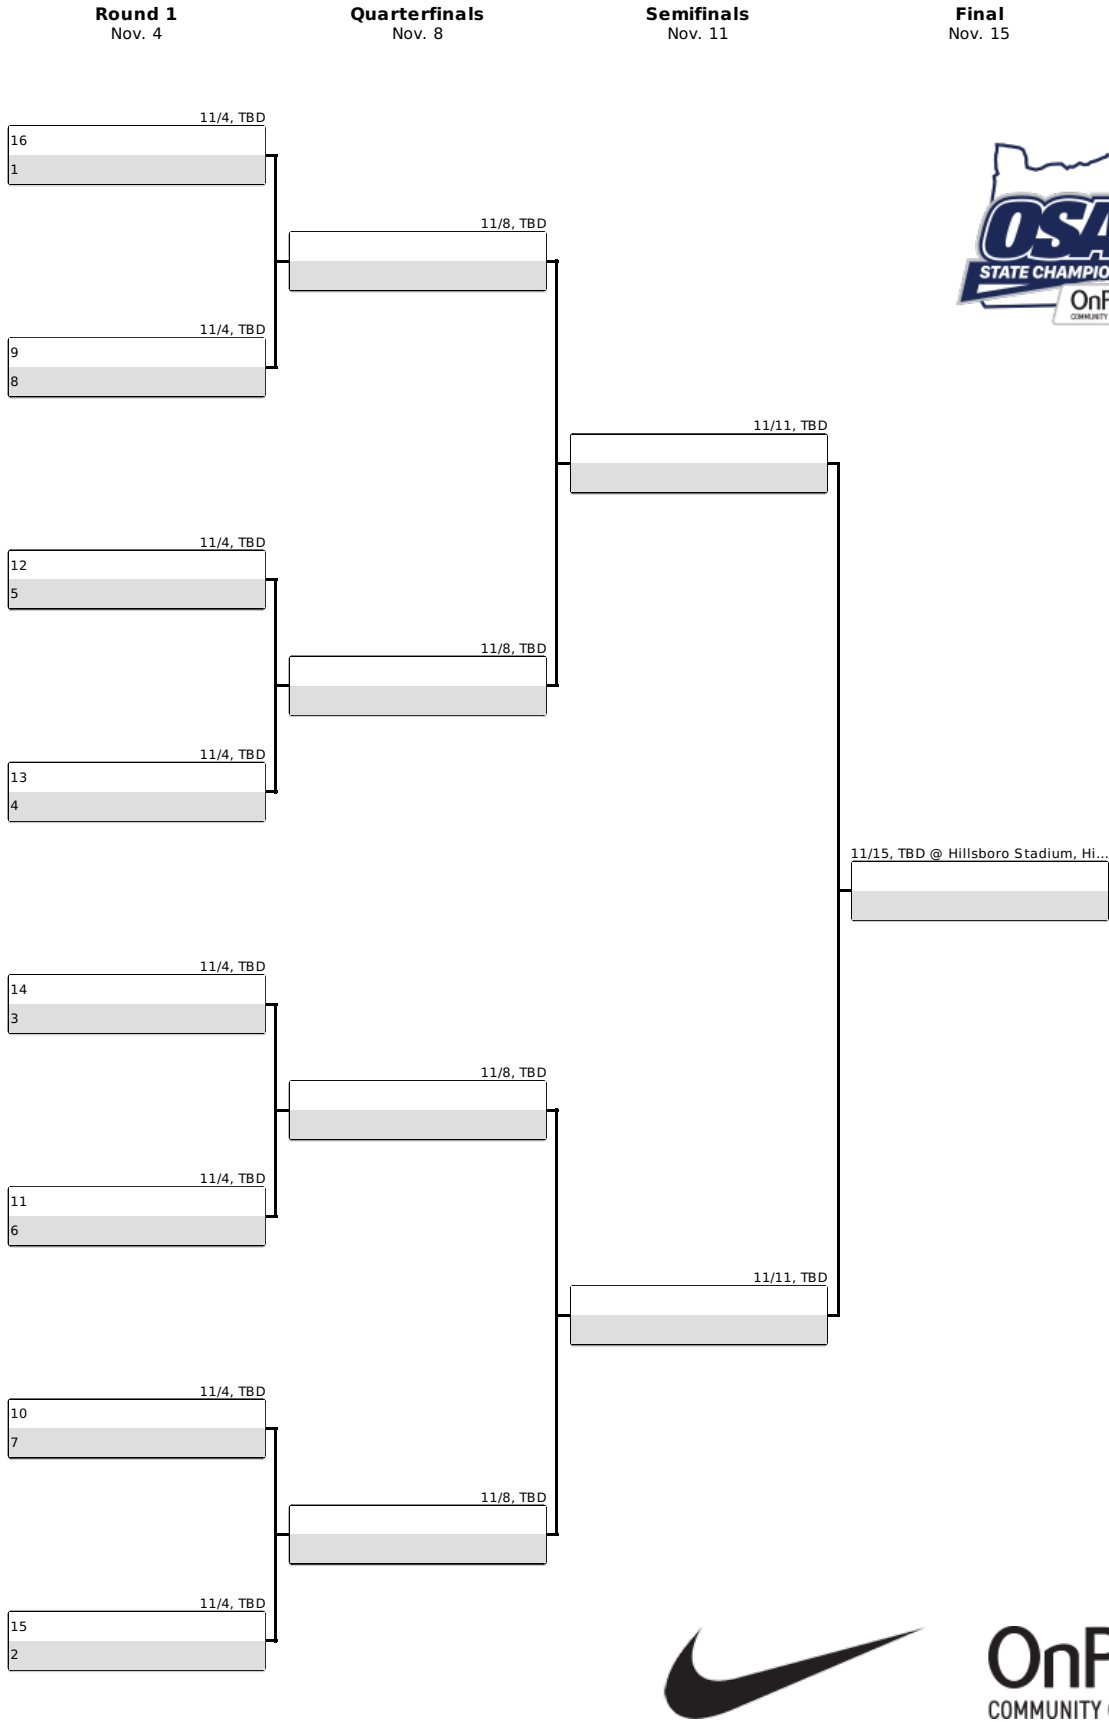 Round 1
Nov. 4
Quarterfinals
Nov. 8
Semifinals
Nov. 11
Final
Nov. 15
11/4, TBD
16
1
11/8, TBD
11/4, TBD
9
8
11/11, TBD
11/4, TBD
12
5
11/8, TBD
11/4, TBD
13
4
11/15, TBD @ Hillsboro Stadium, Hi...
11/4, TBD
14
3
11/8, TBD
11/4, TBD
11
6
11/11, TBD
11/4, TBD
10
7
11/8, TBD
11/4, TBD
15
2
OSA
STATE CHAMPIO
OnP
COMMUNITY
OnP
COMMUNITY